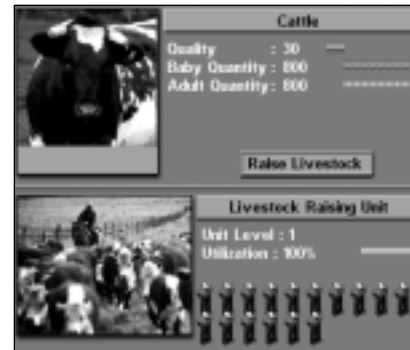 Cattle
Quality : 30
Baby Quantity : 800
Adult Quantity : 800
Raise Livestock
Livestock Raising Unit
Unit Level : 1
Utilization : 100%